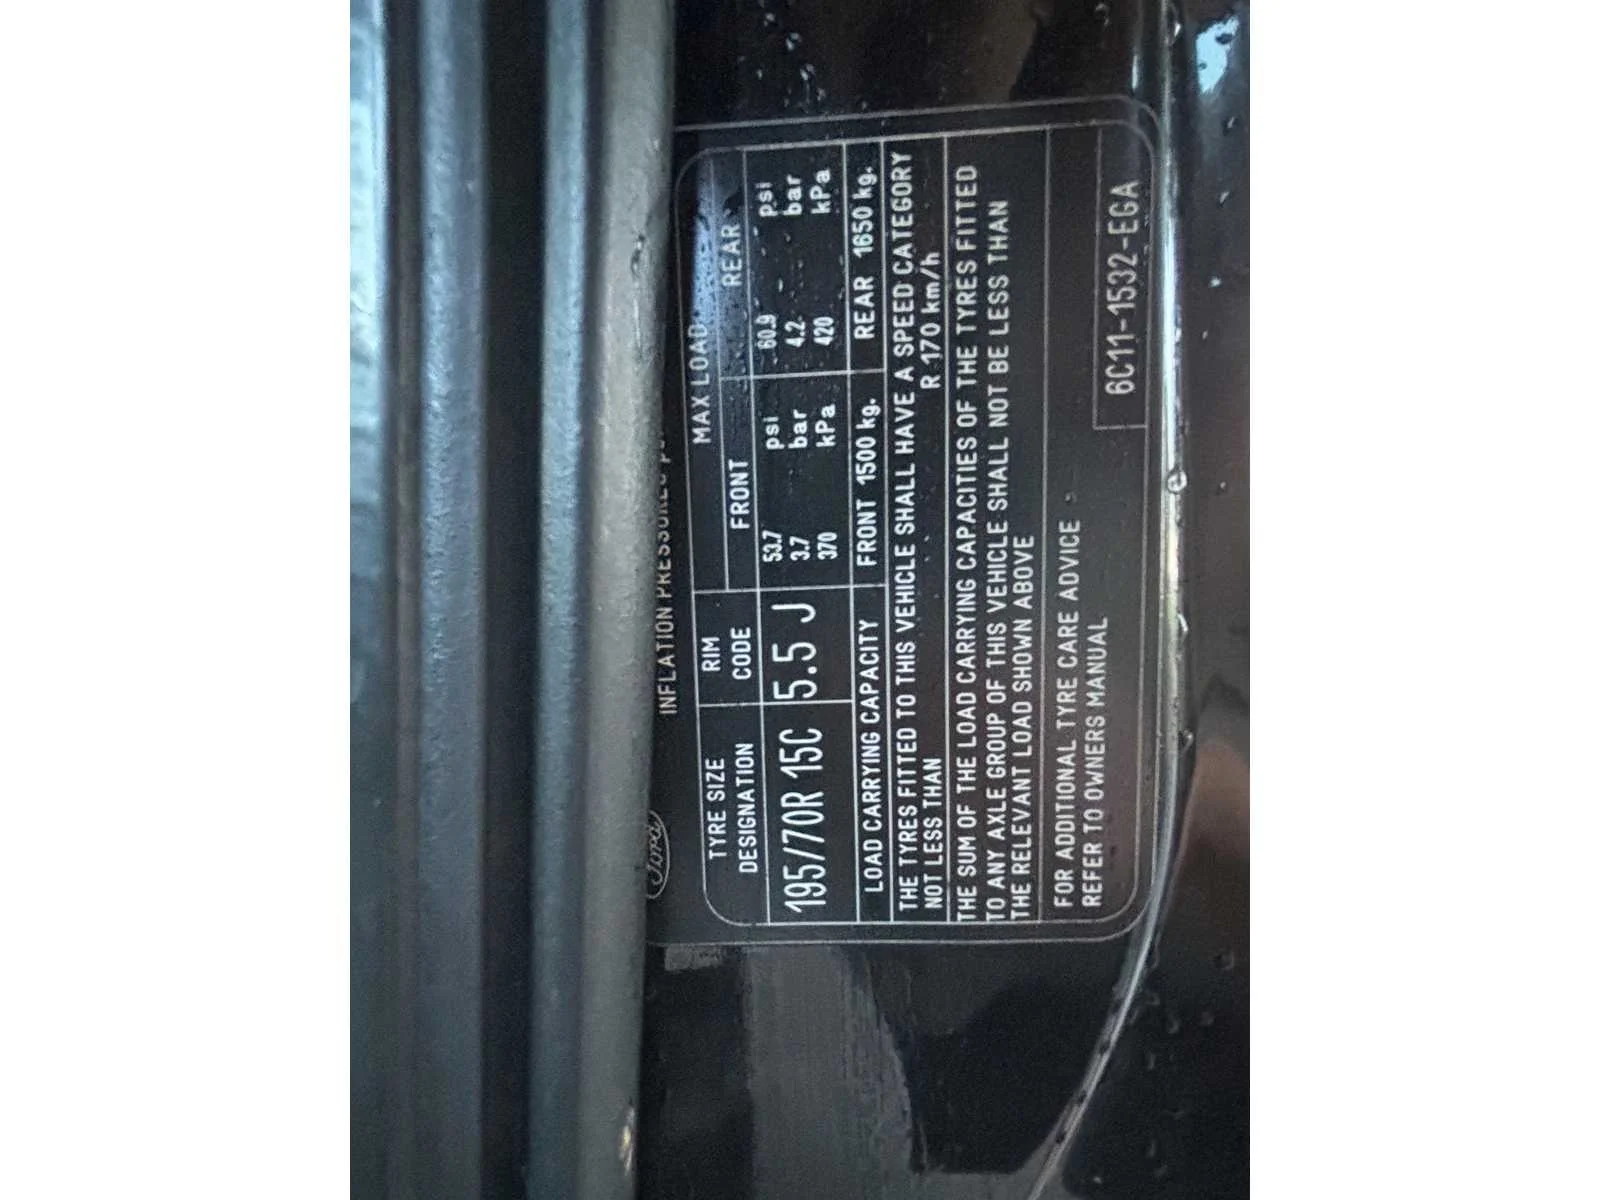 Ford
INFLATION PRESSURES
TYRE SIZE DESIGNATION
RIM CODE
MAX LOAD
FRONT
REAR
195/70R 15C
5.5 J
53.7 psi
3.7 bar
370 kPa
60.9 psi
4.2 bar
420 kPa
LOAD CARRYING CAPACITY FRONT 1500 kg. REAR 1650 kg.
THE TYRES FITTED TO THIS VEHICLE SHALL HAVE A SPEED CATEGORY
NOT LESS THAN R 170 km/h
THE SUM OF THE LOAD CARRYING CAPACITIES OF THE TYRES FITTED
TO ANY AXLE GROUP OF THIS VEHICLE SHALL NOT BE LESS THAN
THE RELEVANT LOAD SHOWN ABOVE
FOR ADDITIONAL TYRE CARE ADVICE
REFER TO OWNERS MANUAL
6C11-1532-EGA